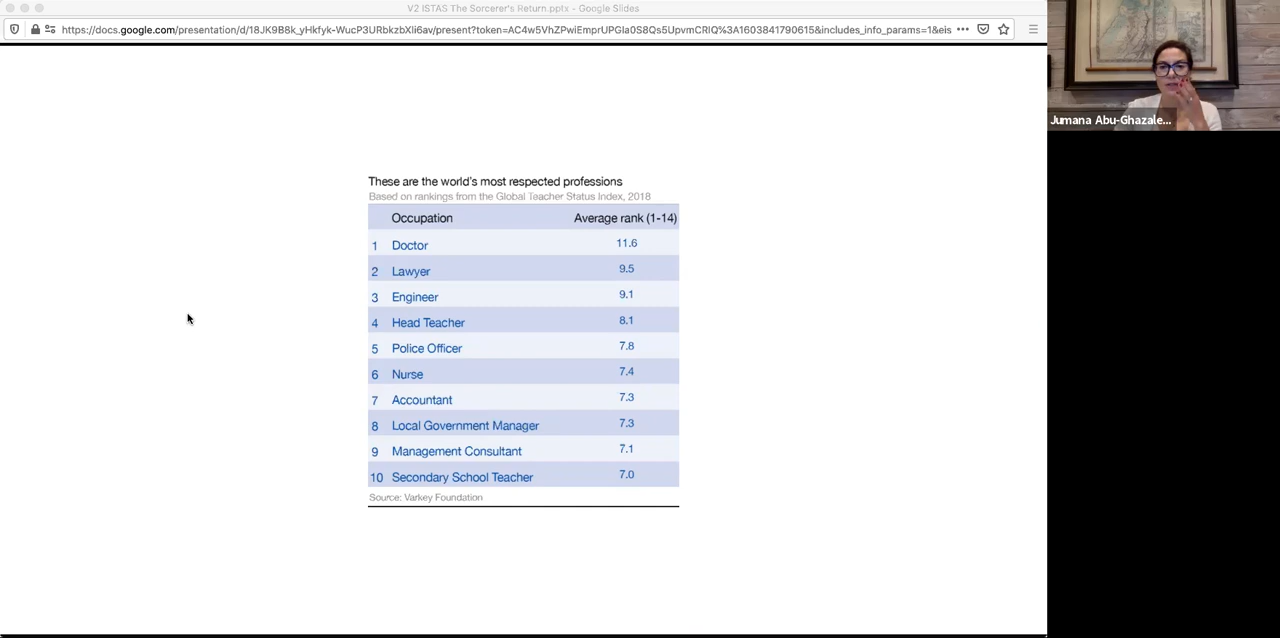 V2 ISTAS The Sorcerer's Return.pptx - Google Slides
https://docs.google.com/presentation/d/18JK9B8k_yHkfyk-WucP3URbkzbXli6av/present?token=AC4w5VhZPwiEmprUPGIa0S8Qs5UpvmCRIQ%3A1603841790615&includes_info_params=1&eis
Jumana Abu-Ghazale...
These are the world's most respected professions
Based on rankings from the Global Teacher Status Index, 2018
Occupation Average rank (1-14)
1 Doctor 11.6
2 Lawyer 9.5
3 Engineer 9.1
4 Head Teacher 8.1
5 Police Officer 7.8
6 Nurse 7.4
7 Accountant 7.3
8 Local Government Manager 7.3
9 Management Consultant 7.1
10 Secondary School Teacher 7.0
Source: Varkey Foundation